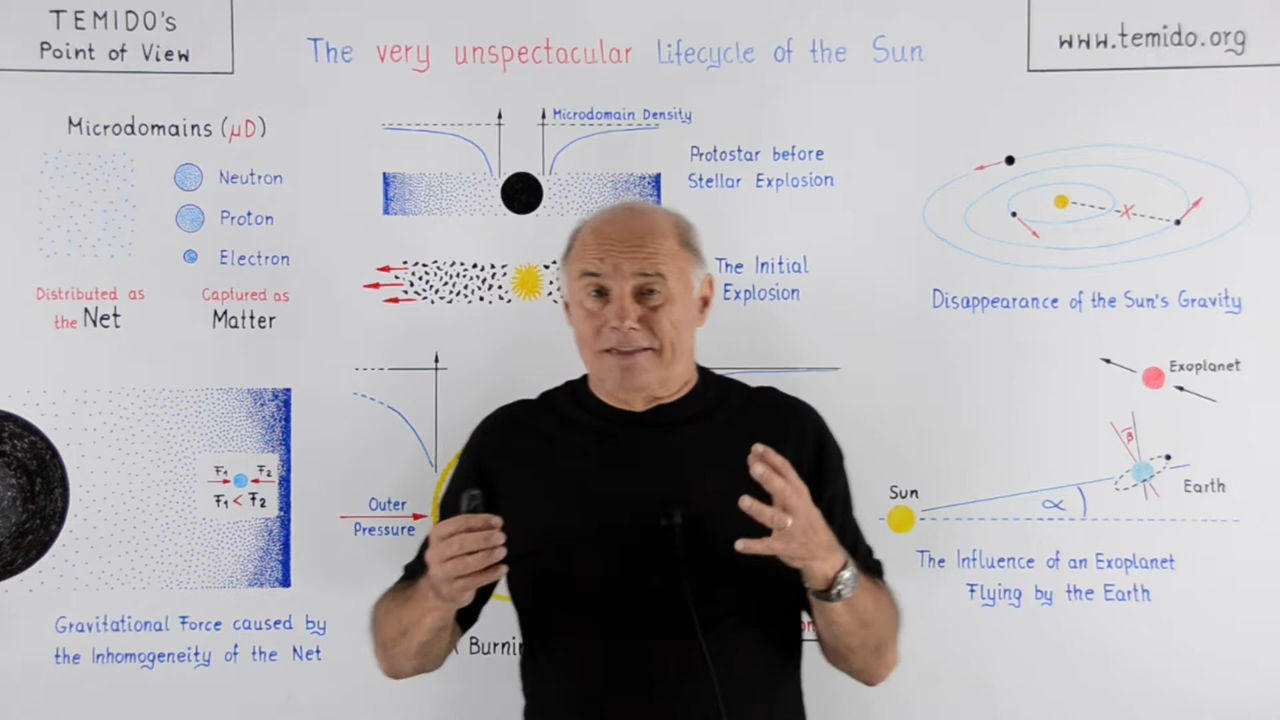 TEMIDO's
Point of View
The very unspectacular Lifecycle of the Sun
www.temido.org
Microdomains (μD)
Neutron
Proton
Electron
Distributed as
the Net
Captured as
Matter
Microdomain Density
Protostar before
Stellar Explosion
The Initial
Explosion
X
Disappearance of the Sun's Gravity
F₁ F₂
F₁ < F₂
Gravitational Force caused by
the Inhomogeneity of the Net
Outer
Pressure
Exoplanet
β
Sun
α
Earth
The Influence of an Exoplanet
Flying by the Earth